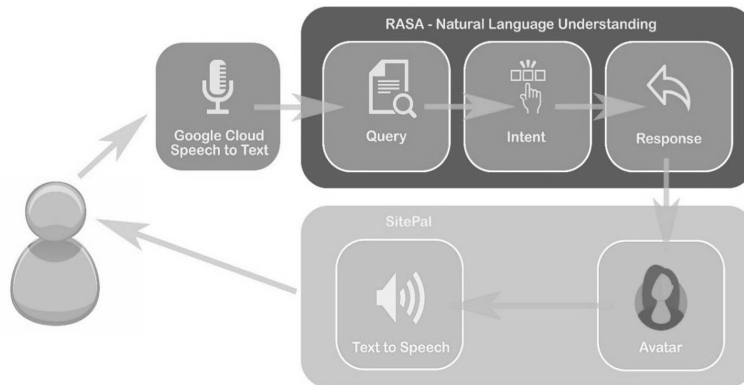 RASA - Natural Language Understanding
Google Cloud
Speech to Text
Query
Intent
Response
SitePal
Text to Speech
Avatar